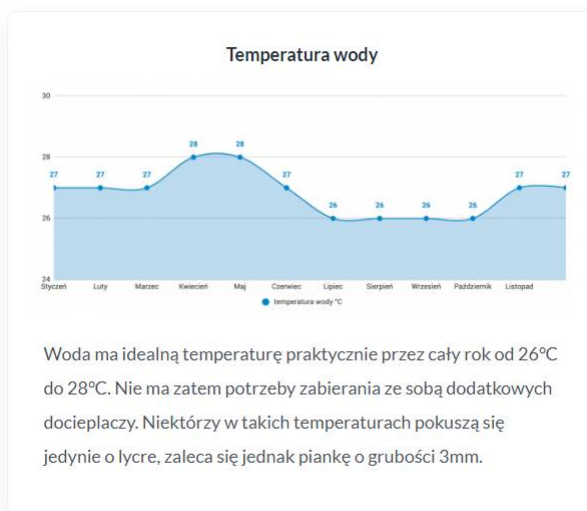 Temperatura wody
30
28
26
24
27 27 27 28 28 27 26 26 26 26 27 27
Styczeń Luty Marzec Kwiecień Maj Czerwiec Lipiec Sierpień Wrzesień Październik Listopad
temperatura wody °C
Woda ma idealną temperaturę praktycznie przez cały rok od 26°C
do 28°C. Nie ma zatem potrzeby zabierania ze sobą dodatkowych
docieplaczy. Niektórzy w takich temperaturach pokuszą się
jedynie o lycre, zaleca się jednak piankę o grubości 3mm.